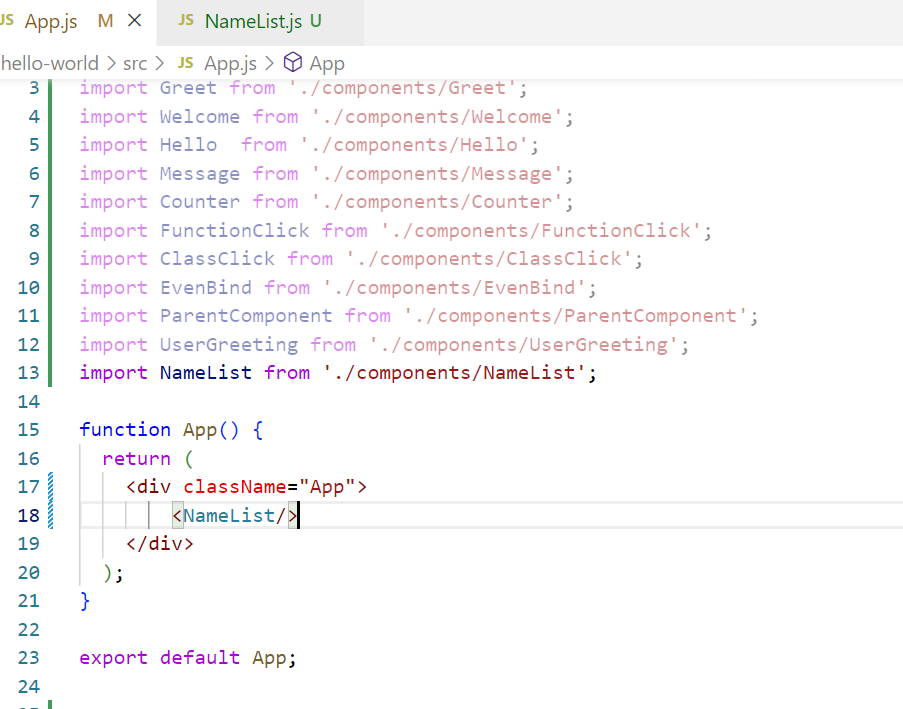 JS App.js M × JS NameList.js U
hello-world > src > JS App.js > App
3 import Greet from './components/Greet';
4 import Welcome from './components/Welcome';
5 import Hello  from './components/Hello';
6 import Message from './components/Message';
7 import Counter from './components/Counter';
8 import FunctionClick from './components/FunctionClick';
9 import ClassClick from './components/ClassClick';
10 import EvenBind from './components/EvenBind';
11 import ParentComponent from './components/ParentComponent';
12 import UserGreeting from './components/UserGreeting';
13 import NameList from './components/NameList';
14
15 function App() {
16   return (
17     <div className="App">
18         <NameList/>
19     </div>
20   );
21 }
22
23 export default App;
24